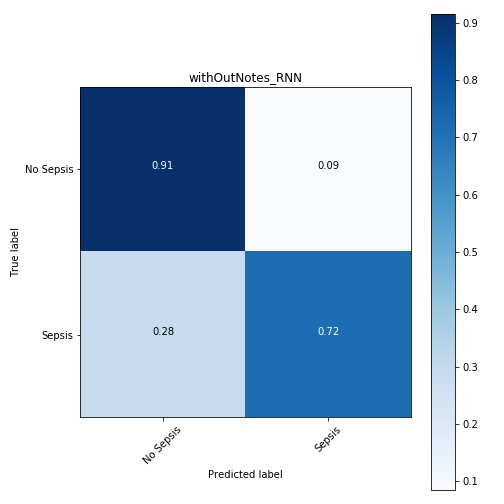 withOutNotes_RNN
True label
No Sepsis
0.91
0.09
Sepsis
0.28
0.72
No Sepsis
Sepsis
Predicted label
0.9
0.8
0.7
0.6
0.5
0.4
0.3
0.2
0.1